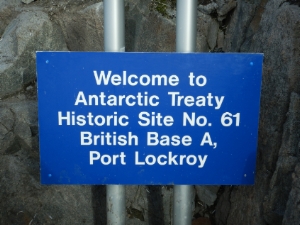 Welcome to
Antarctic Treaty
Historic Site No. 61
British Base A,
Port Lockroy